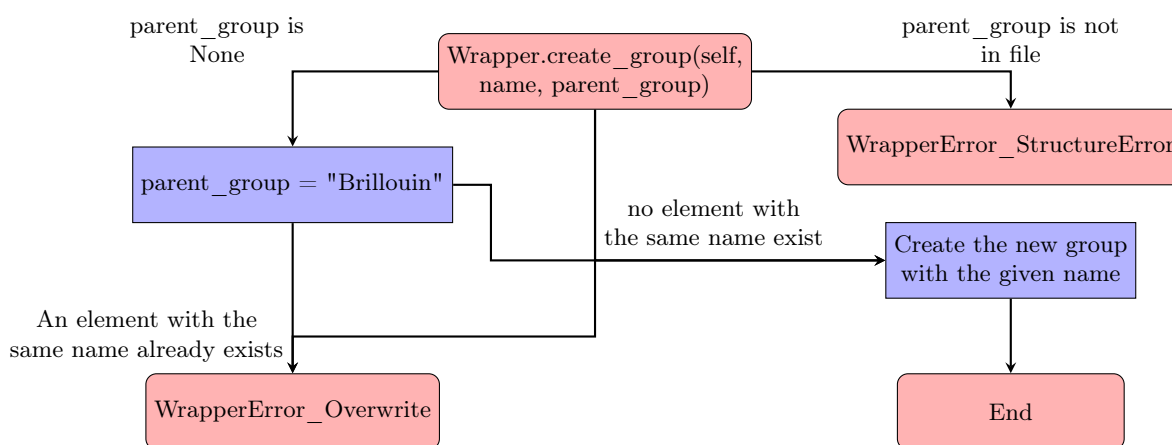 parent_group is
None
Wrapper.create_group(self,
name, parent_group)
parent_group is not
in file
WrapperError_StructureError
parent_group = "Brillouin"
no element with
the same name exist
Create the new group
with the given name
An element with the
same name already exists
WrapperError_Overwrite
End